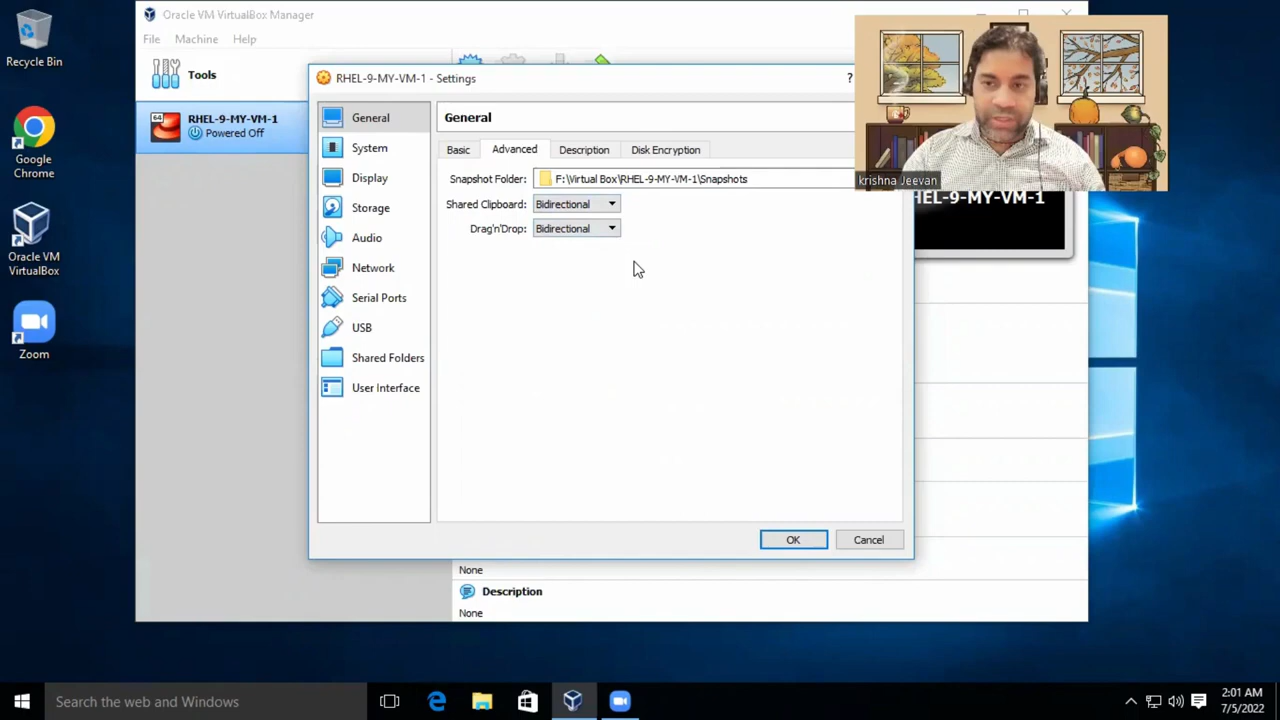 Recycle Bin
Google
Chrome
Oracle VM
VirtualBox
Zoom
Oracle VM VirtualBox Manager
File Machine Help
Tools
64
RHEL-9-MY-VM-1
Powered Off
RHEL-9-MY-VM-1 - Settings
?
General
System
Display
Storage
Audio
Network
Serial Ports
USB
Shared Folders
User Interface
General
Basic Advanced Description Disk Encryption
Snapshot Folder: F:\Virtual Box\RHEL-9-MY-VM-1\Snapshots
Shared Clipboard: Bidirectional
Drag'n'Drop: Bidirectional
OK Cancel
krishna Jeevan
HEL-9-MY-VM-1
None
Description
None
Search the web and Windows
2:01 AM
7/5/2022